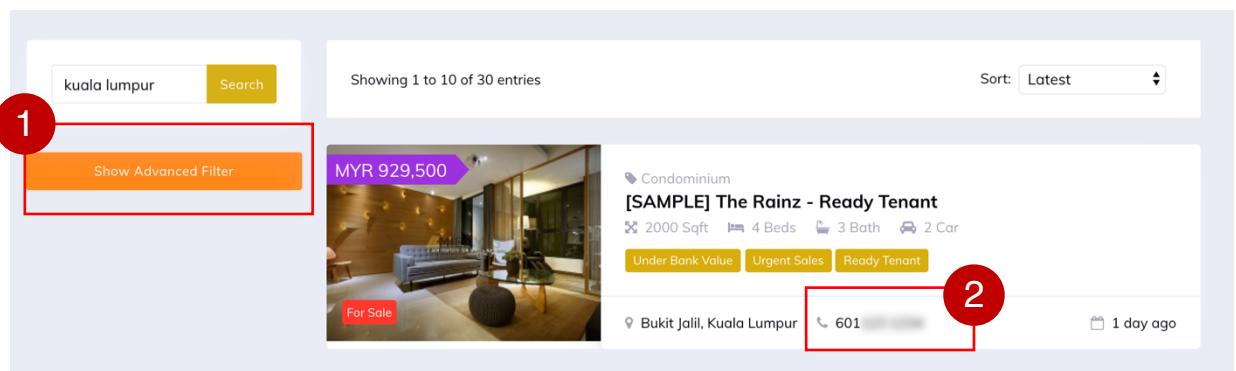 kuala lumpur
Search
Showing 1 to 10 of 30 entries
Sort: Latest
1
Show Advanced Filter
MYR 929,500
For Sale
Condominium
[SAMPLE] The Rainz - Ready Tenant
2000 Sqft 4 Beds 3 Bath 2 Car
Under Bank Value Urgent Sales Ready Tenant
2
Bukit Jalil, Kuala Lumpur 601 1 day ago